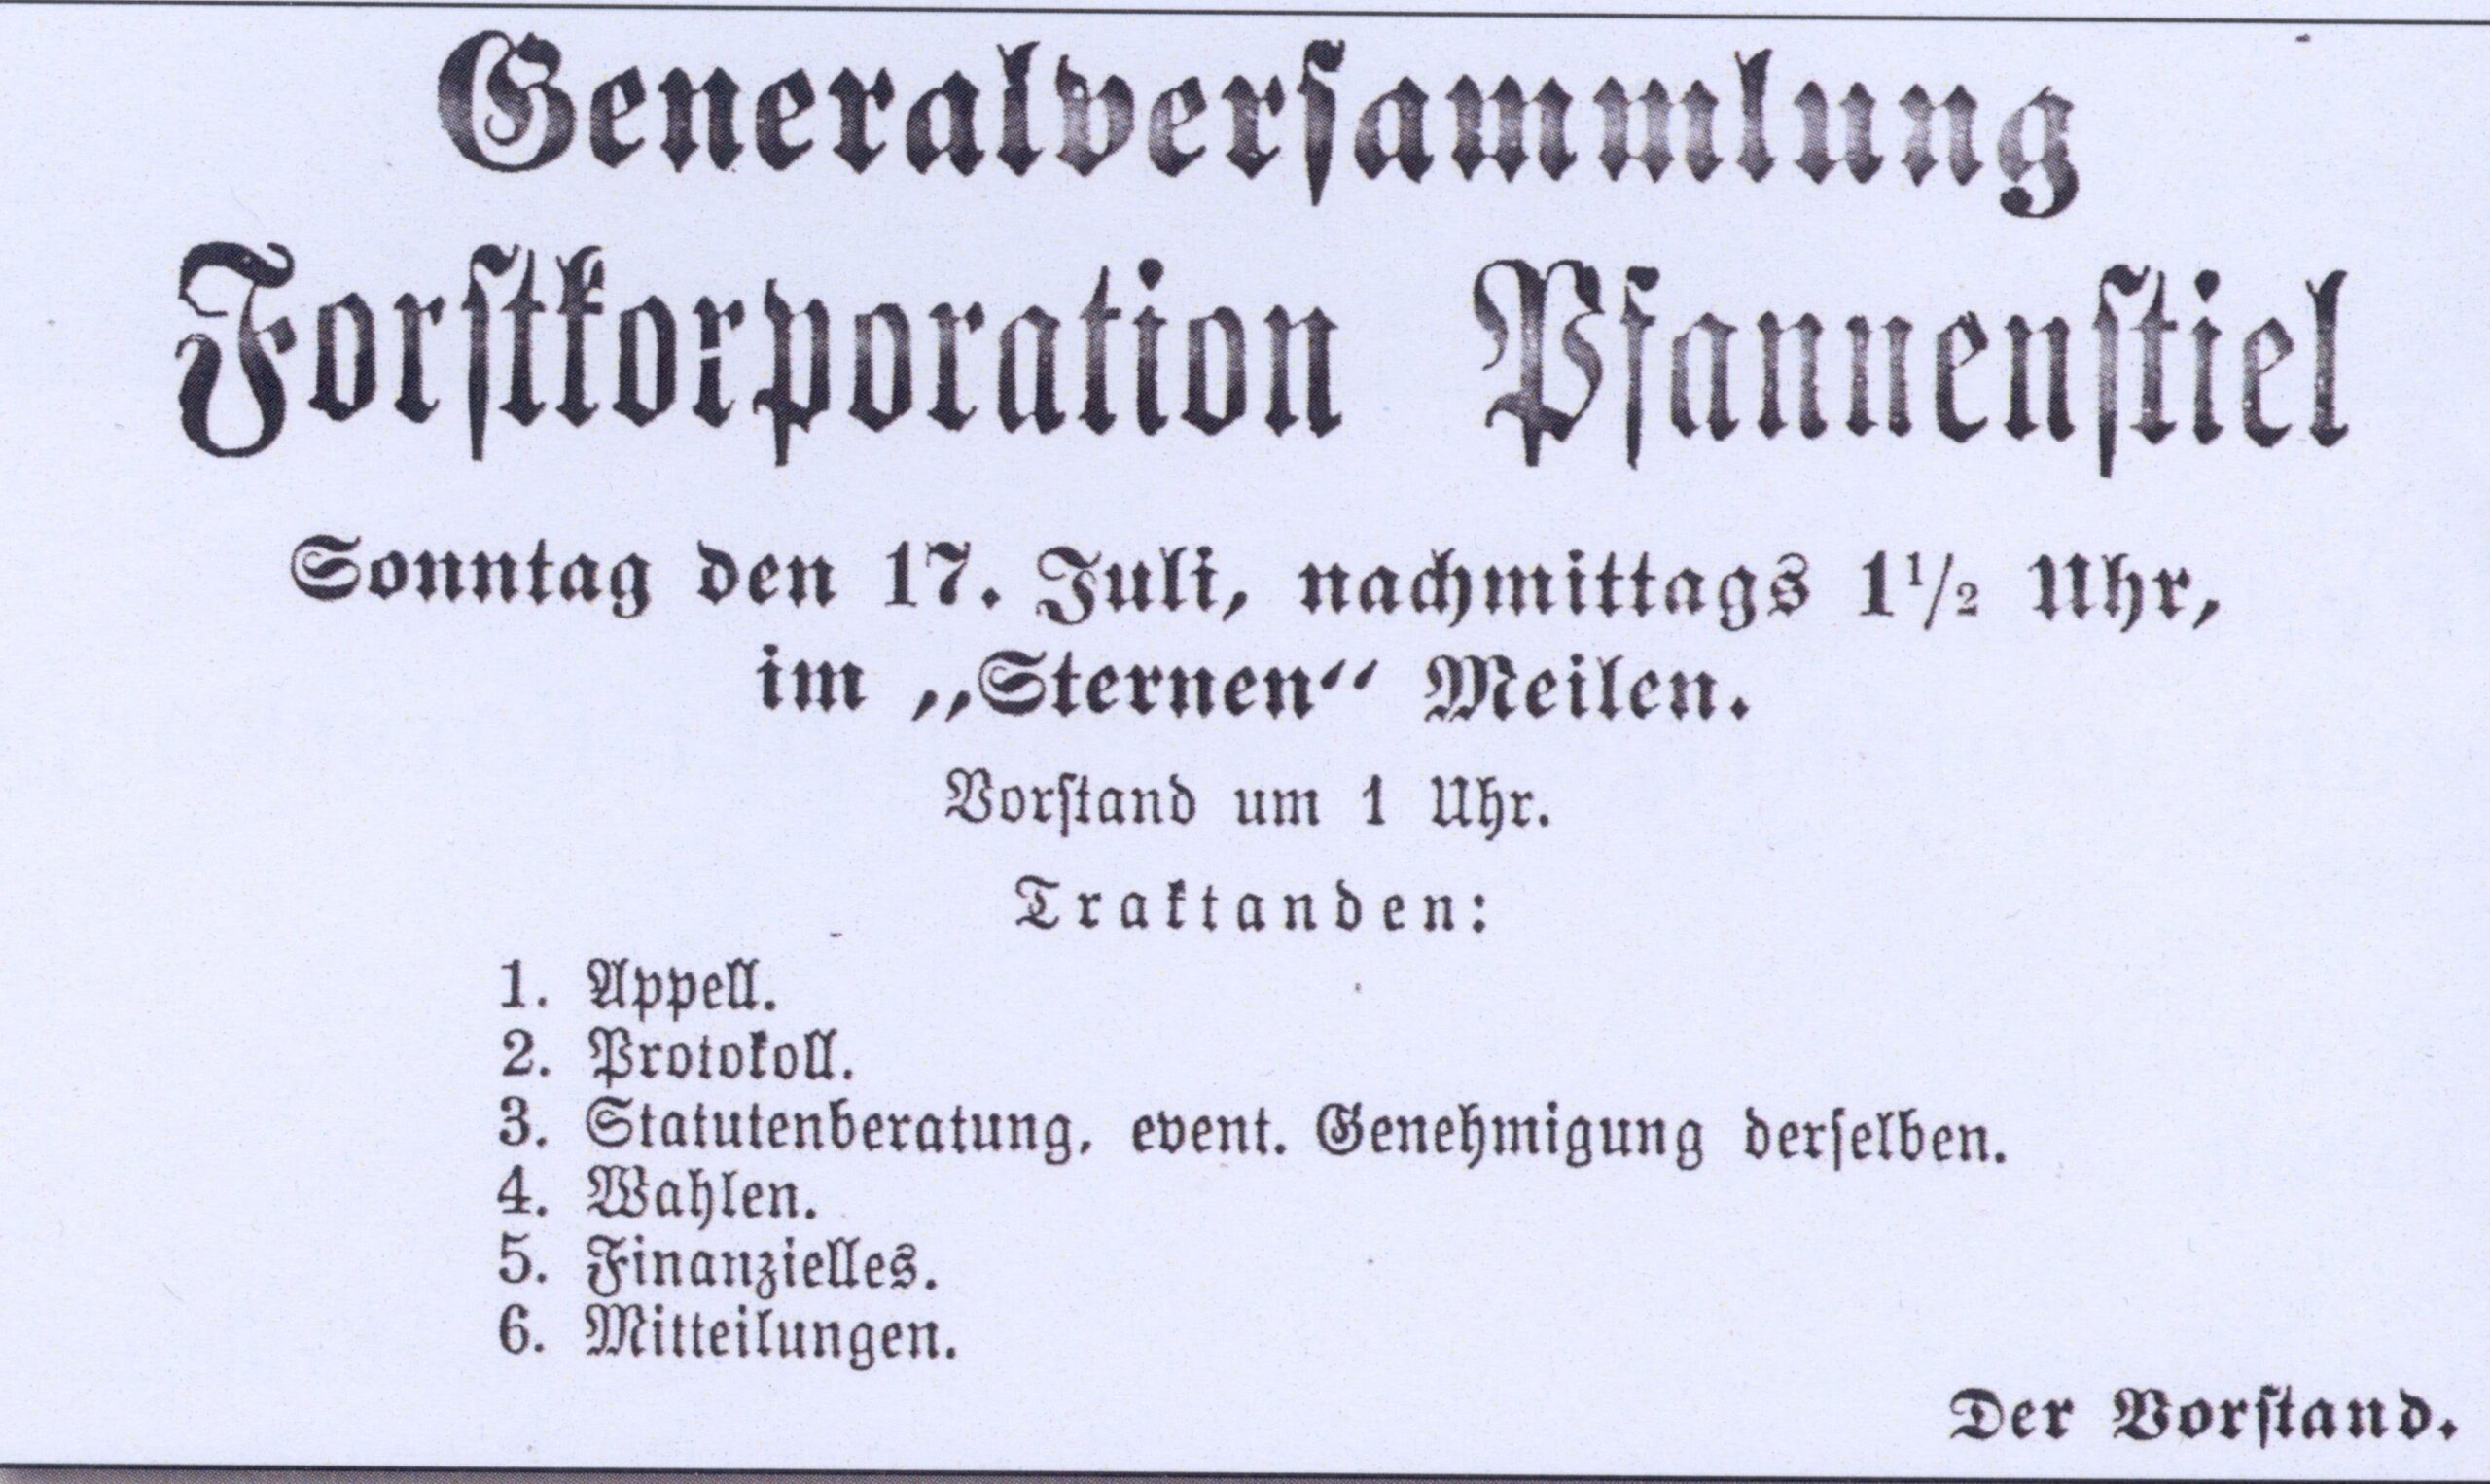 Generalversammlung
Forstkorporation Pfannenstiel
Sonntag den 17. Juli, nachmittags 1½ Uhr,
im „Sternen“ Meilen.
Vorstand um 1 Uhr.
Traktanden:
1. Appell.
2. Protokoll.
3. Statutenberatung, event. Genehmigung derselben.
4. Wahlen.
5. Finanzielles.
6. Mitteilungen.
Der Vorstand.